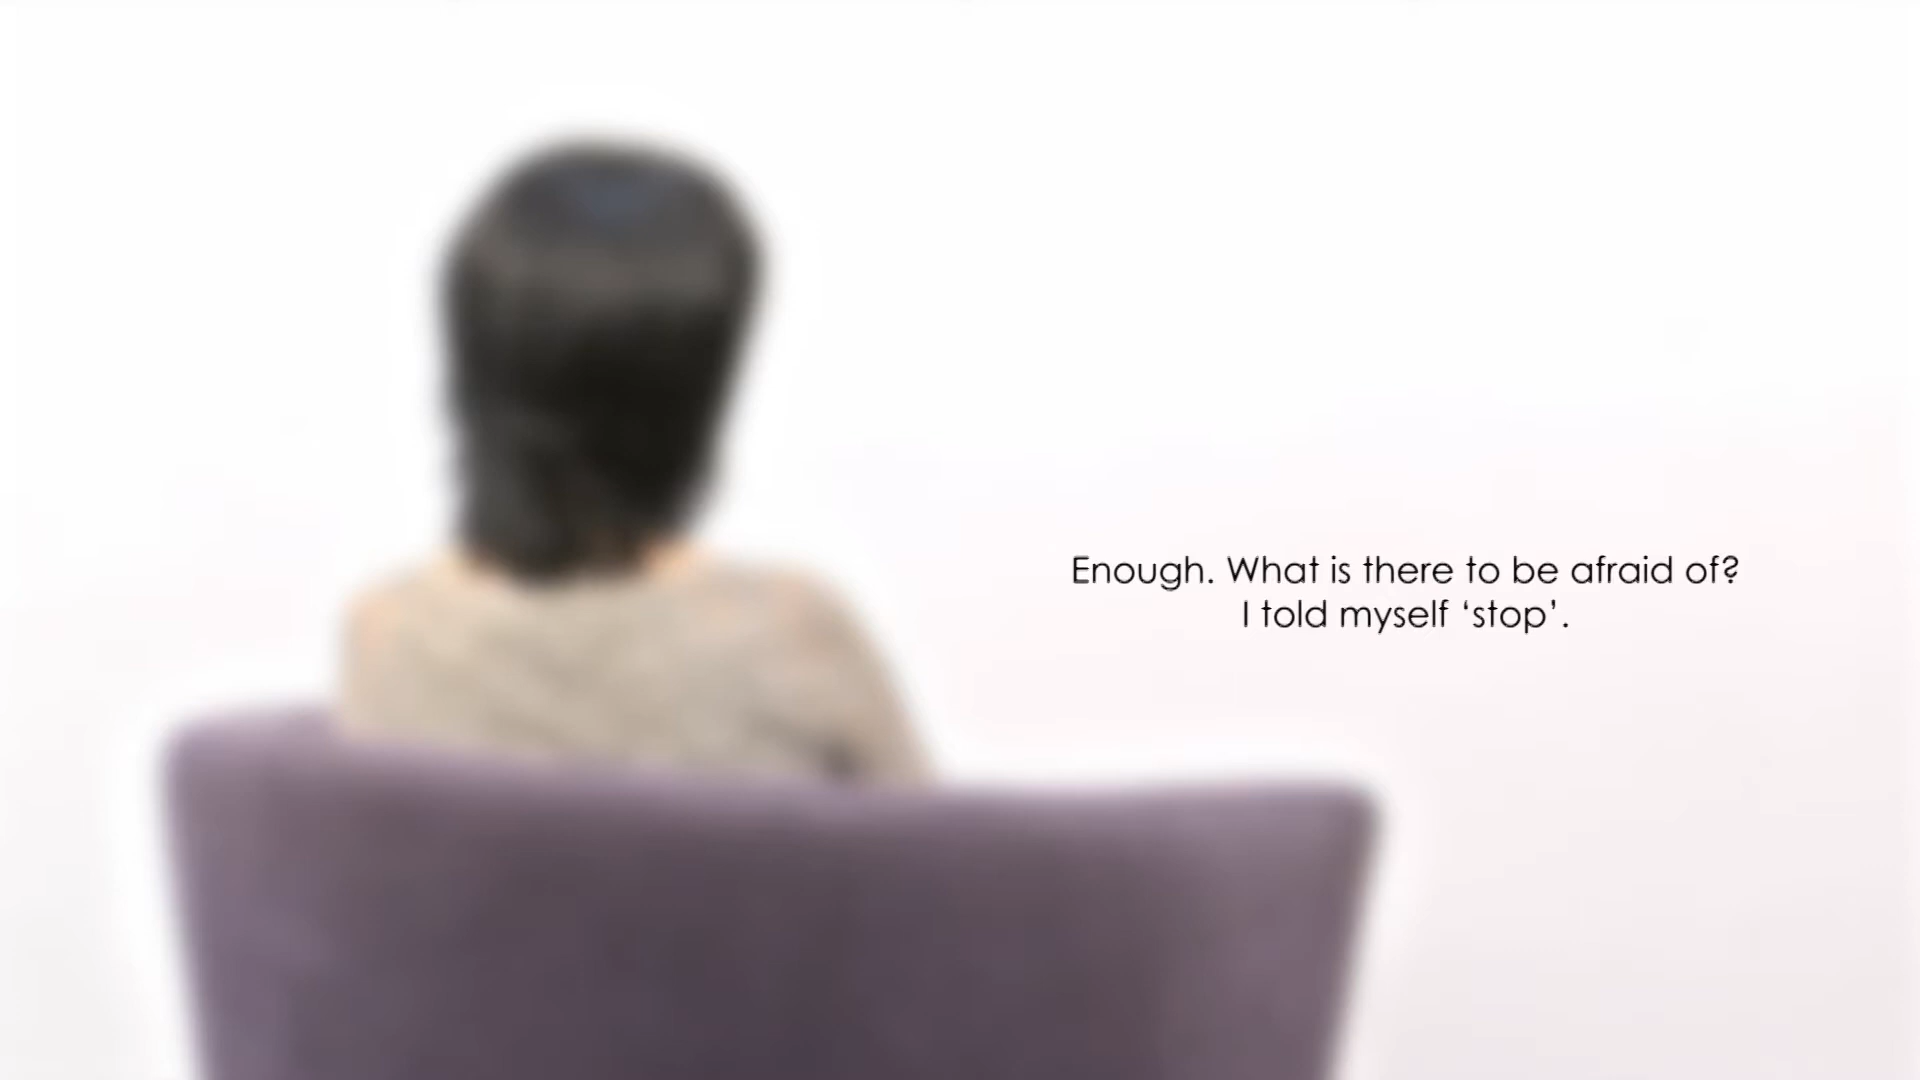 Enough. What is there to be afraid of?
I told myself ‘stop’.